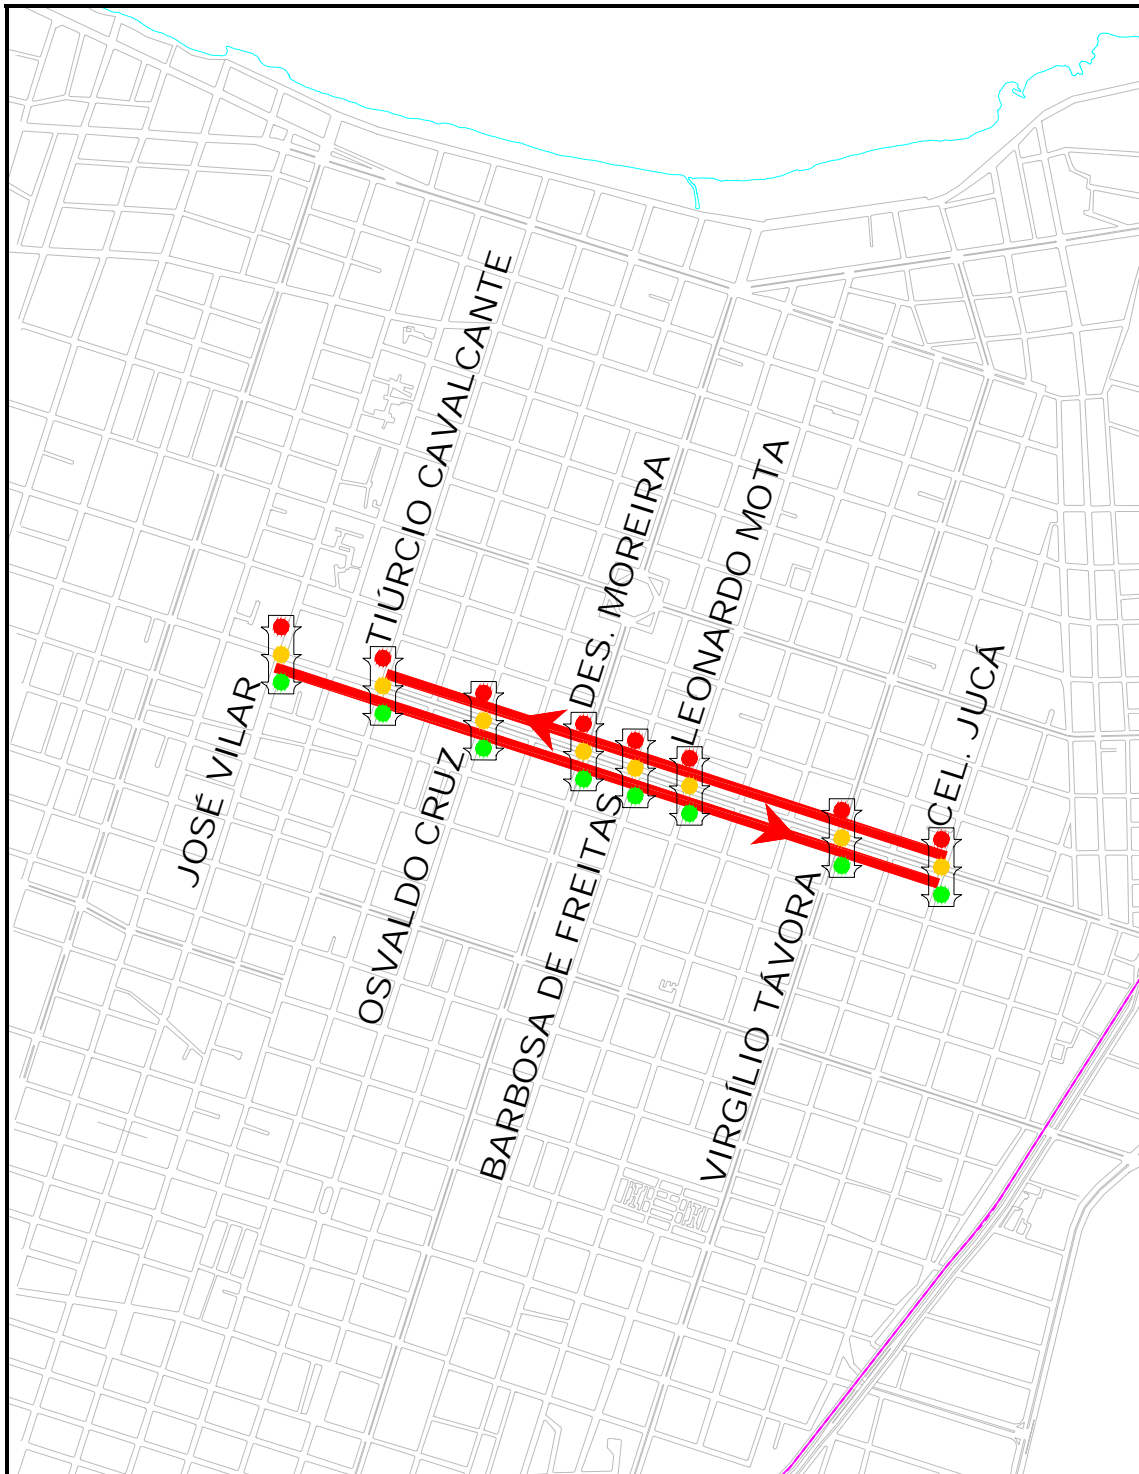 TIÚRCIO CAVALCANTE
DES. MOREIRA
LEONARDO MOTA
CEL. JUCÁ
JOSÉ VILAR
OSVALDO CRUZ
BARBOSA DE FREITAS
VIRGÍLIO TÁVORA